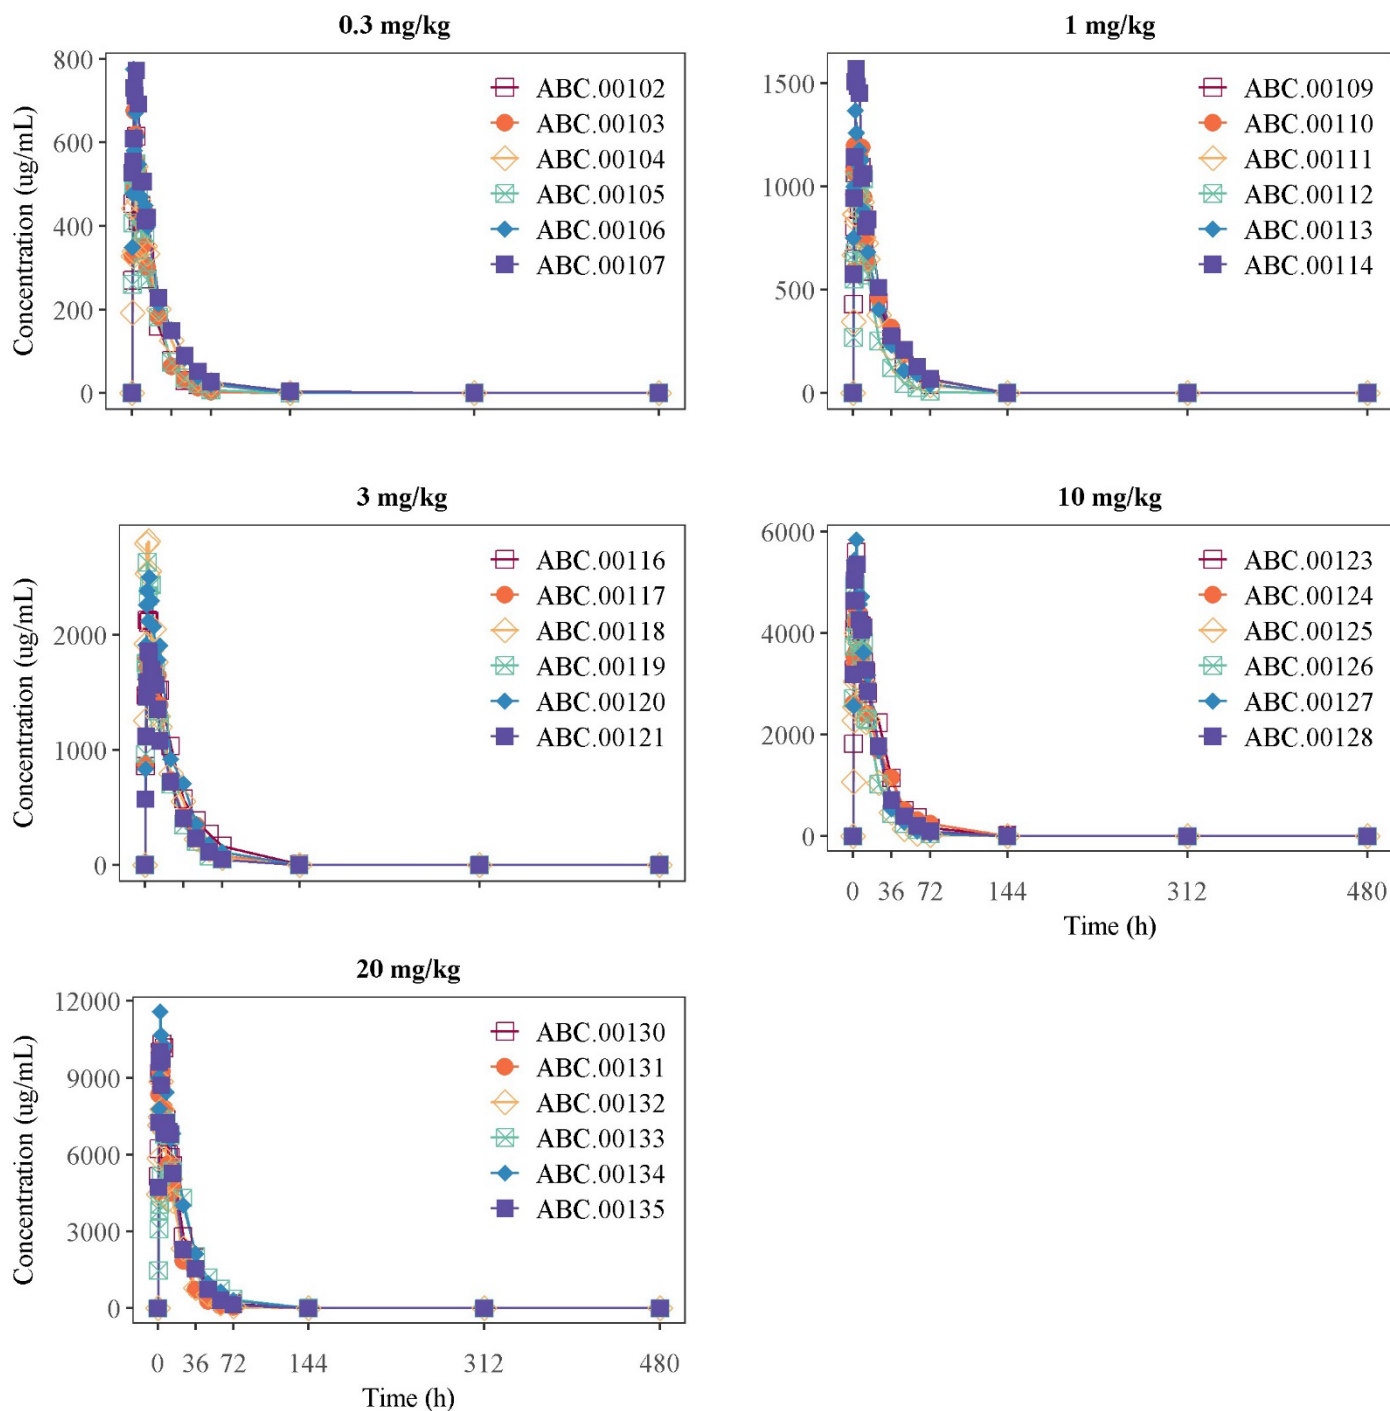 0.3 mg/kg
Concentration (ug/mL)
800
600
400
200
0
ABC.00102
ABC.00103
ABC.00104
ABC.00105
ABC.00106
ABC.00107
1 mg/kg
1500
1000
500
0
ABC.00109
ABC.00110
ABC.00111
ABC.00112
ABC.00113
ABC.00114
3 mg/kg
Concentration (ug/mL)
2000
1000
0
ABC.00116
ABC.00117
ABC.00118
ABC.00119
ABC.00120
ABC.00121
10 mg/kg
6000
4000
2000
0
ABC.00123
ABC.00124
ABC.00125
ABC.00126
ABC.00127
ABC.00128
0 36 72 144 312 480
Time (h)
20 mg/kg
Concentration (ug/mL)
12000
9000
6000
3000
0
ABC.00130
ABC.00131
ABC.00132
ABC.00133
ABC.00134
ABC.00135
0 36 72 144 312 480
Time (h)